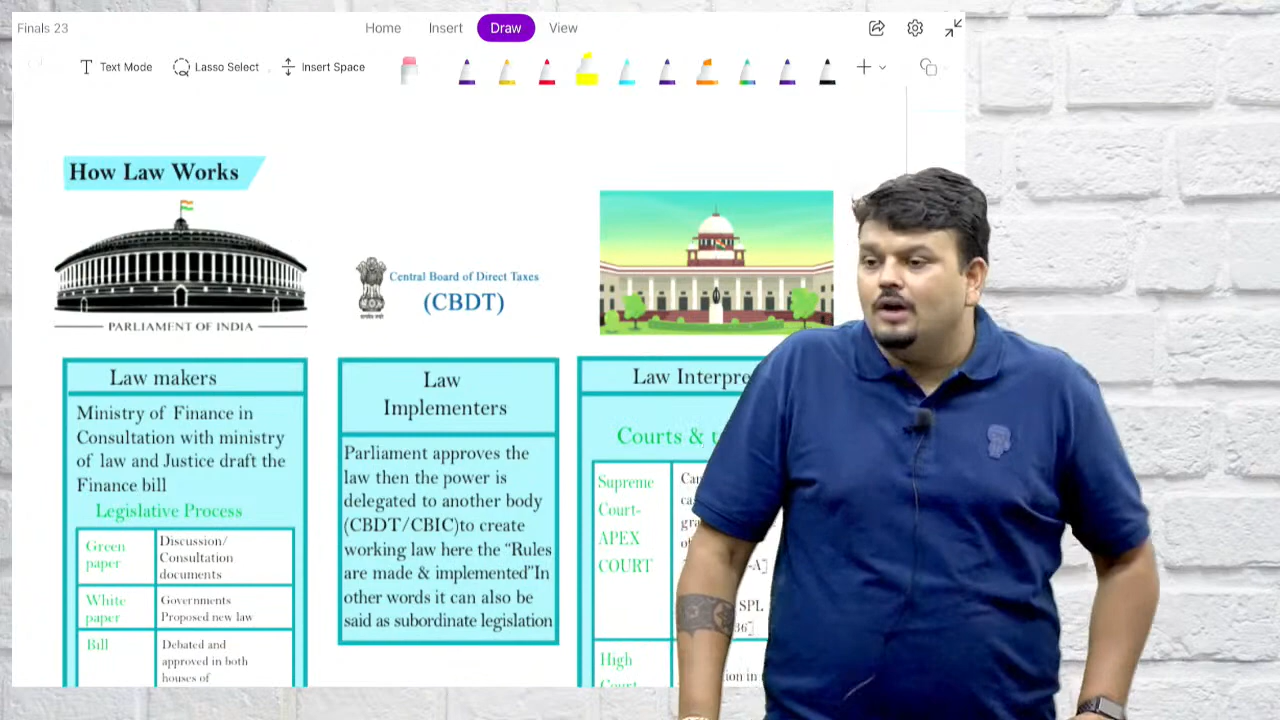 Finals 23
Home Insert Draw View
Text Mode Lasso Select Insert Space
How Law Works
PARLIAMENT OF INDIA
Central Board of Direct Taxes
(CBDT)
Law makers
Ministry of Finance in
Consultation with ministry
of law and Justice draft the
Finance bill
Legislative Process
Green
paper
Discussion/
Consultation
documents
White
paper
Governments
Proposed new law
Bill
Debated and
approved in both
houses of
Law
Implementers
Parliament approves the
law then the power is
delegated to another body
(CBDT/CBIC)to create
working law here the “Rules
are made & implemented”In
other words it can also be
said as subordinate legislation
Law
Courts &
Supreme
Court-
APEX
COURT
-A]
SPL
36]
High
Court
in